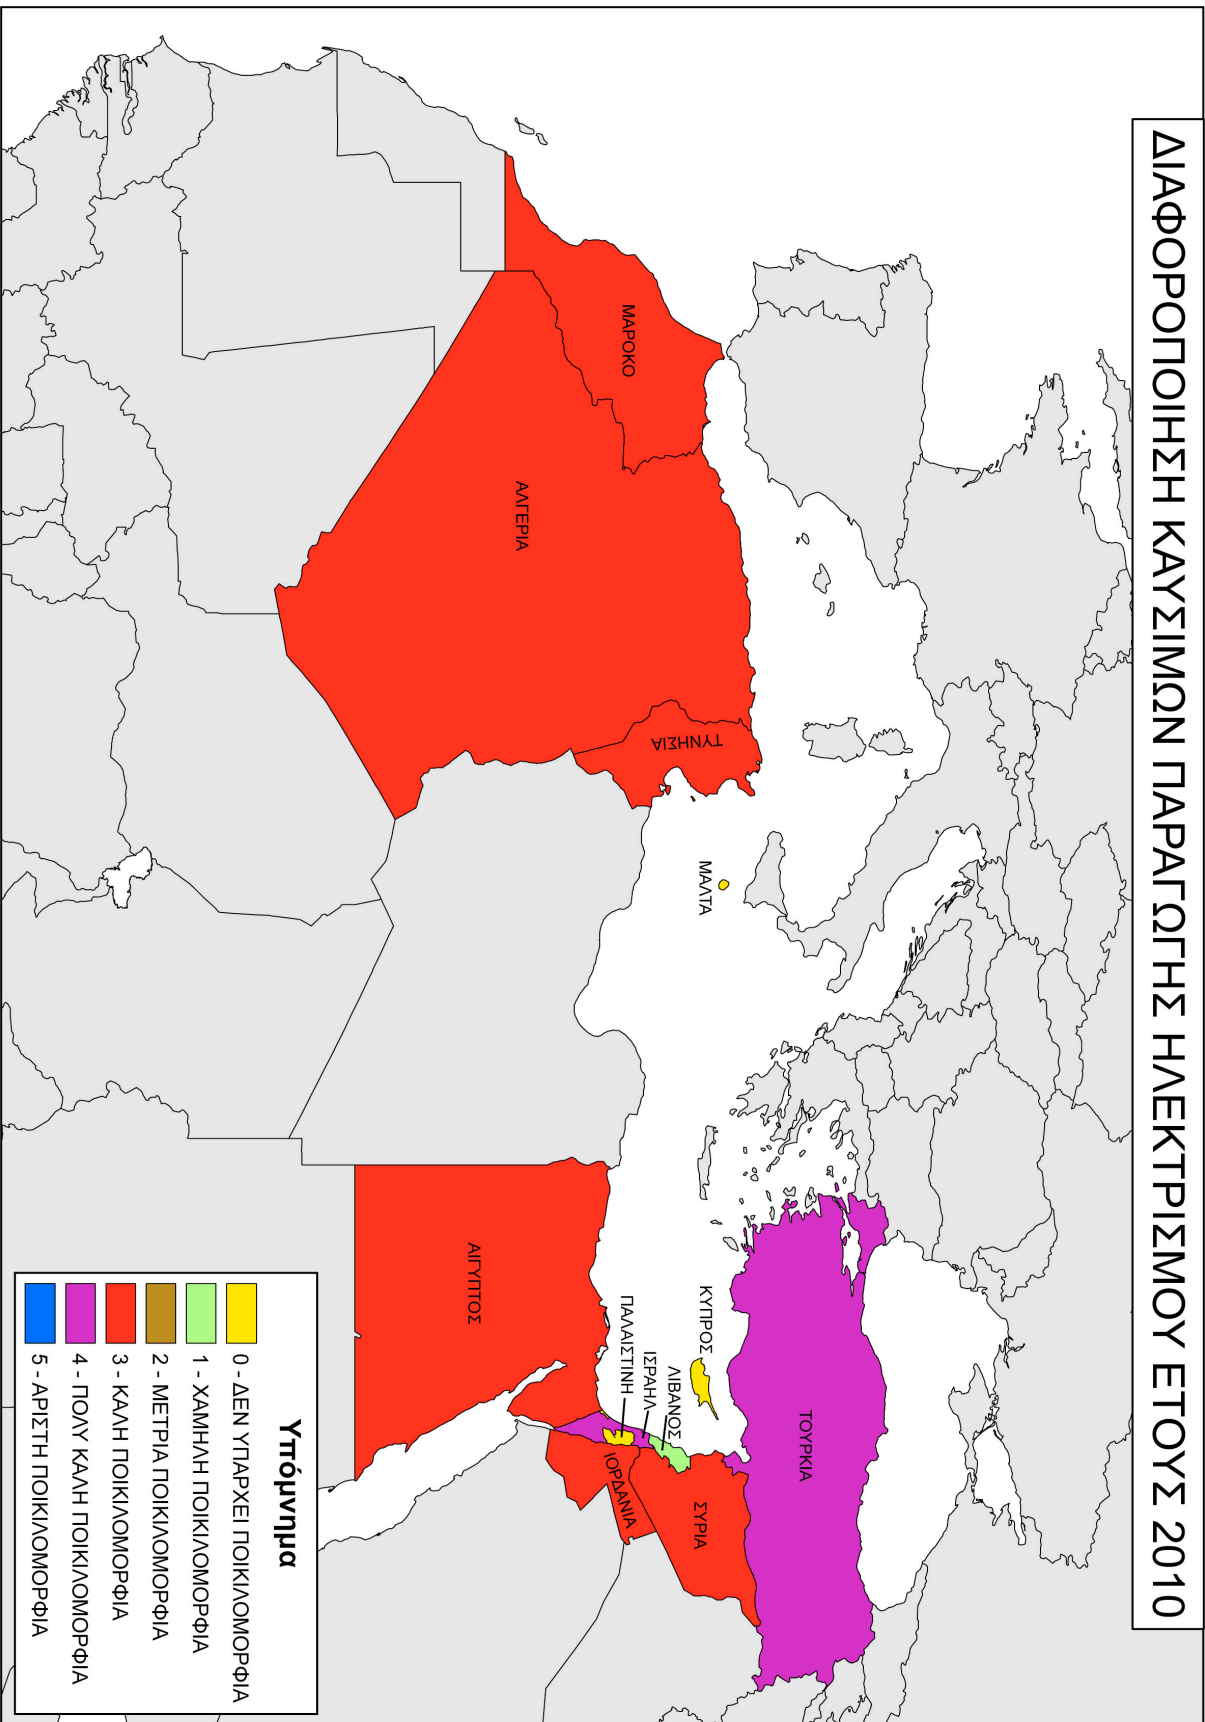 ΔΙΑΦΟΡΟΠΟΙΗΣΗ ΚΑΥΣΙΜΩΝ ΠΑΡΑΓΩΓΗΣ ΗΛΕΚΤΡΙΣΜΟΥ ΕΤΟΥΣ 2010
ΤΟΥΡΚΙΑ
ΚΥΠΡΟΣ
ΣΥΡΙΑ
ΜΑΛΤΑ
ΤΥΝΗΣΙΑ
ΛΙΒΑΝΟΣ
ΙΣΡΑΗΛ
ΠΑΛΑΙΣΤΙΝΗ
ΙΟΡΔΑΝΙΑ
ΜΑΡΟΚΟ
ΑΛΓΕΡΙΑ
ΑΙΓΥΠΤΟΣ
Υπόμνημα
0 - ΔΕΝ ΥΠΑΡΧΕΙ ΠΟΙΚΙΛΟΜΟΡΦΙΑ
1 - ΧΑΜΗΛΗ ΠΟΙΚΙΛΟΜΟΡΦΙΑ
2 - ΜΕΤΡΙΑ ΠΟΙΚΙΛΟΜΟΡΦΙΑ
3 - ΚΑΛΗ ΠΟΙΚΙΛΟΜΟΡΦΙΑ
4 - ΠΟΛΥ ΚΑΛΗ ΠΟΙΚΙΛΟΜΟΡΦΙΑ
5 - ΑΡΙΣΤΗ ΠΟΙΚΙΛΟΜΟΡΦΙΑ